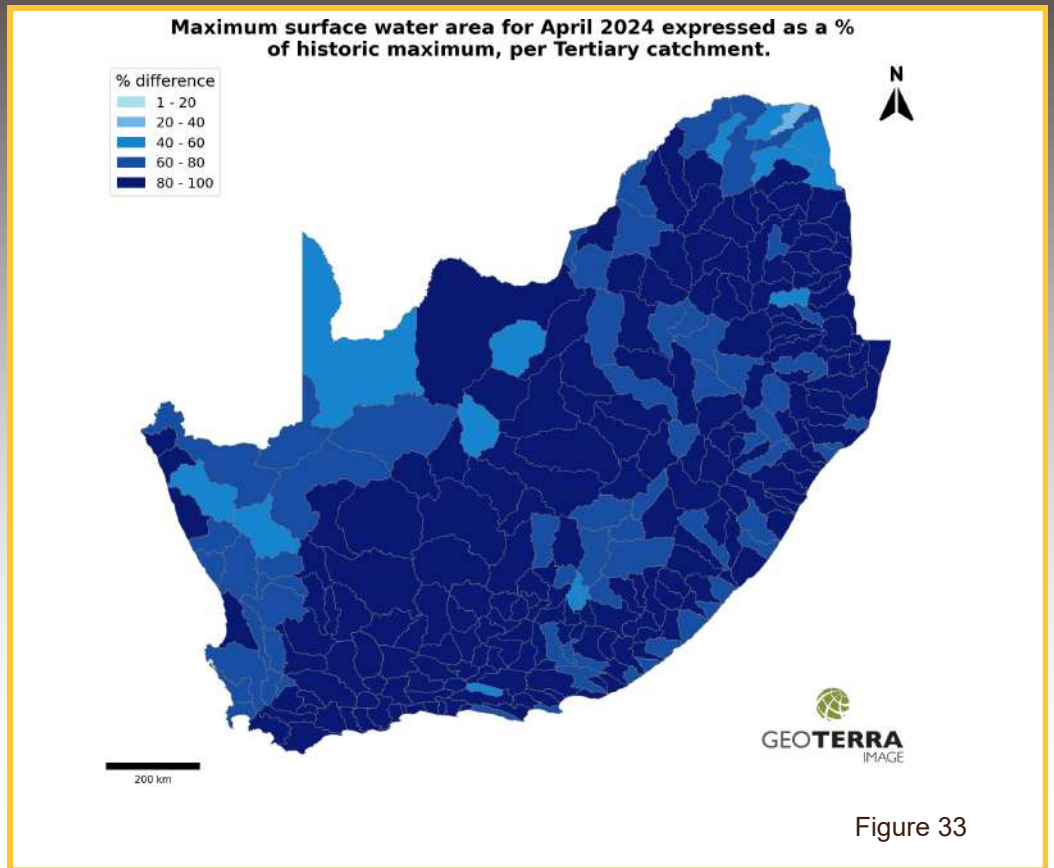 Maximum surface water area for April 2024 expressed as a %
of historic maximum, per Tertiary catchment.
% difference
1 - 20
20 - 40
40 - 60
60 - 80
80 - 100
N
GEOTERRA
IMAGE
200 km
Figure 33